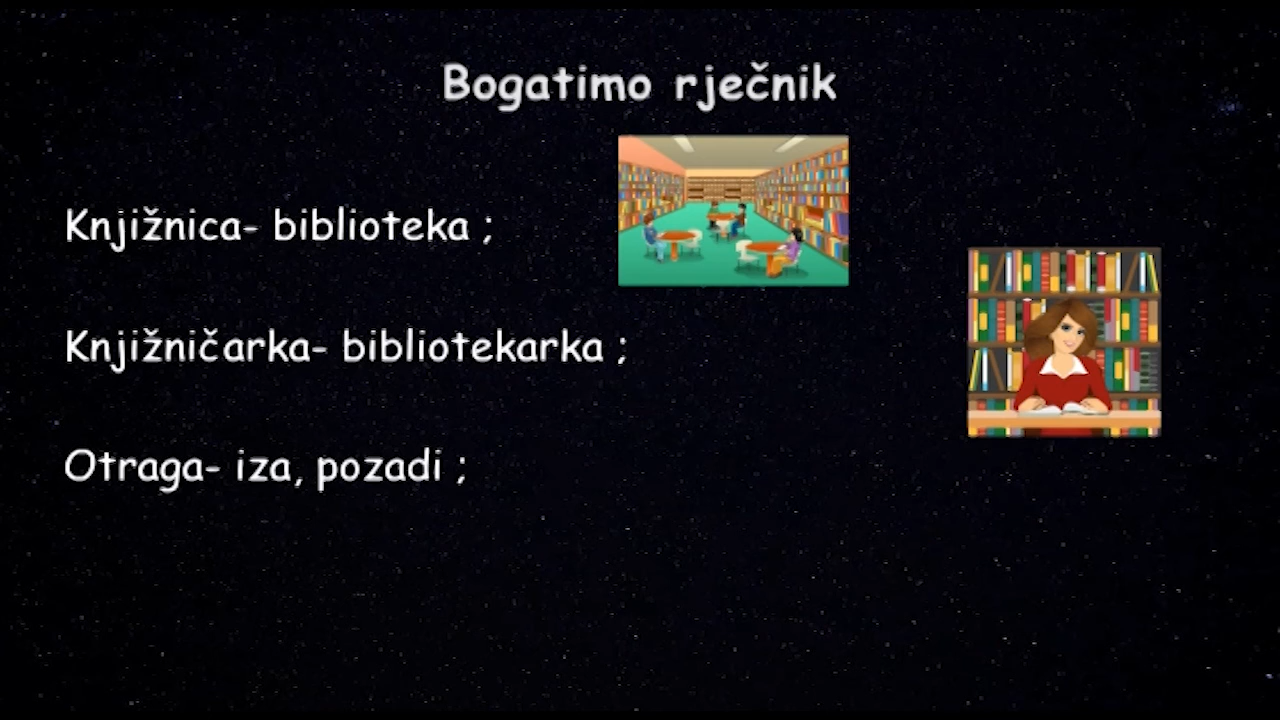 Bogatimo rječnik
Knjižnica- biblioteka ;
Knjižničarka- bibliotekarka ;
Otraga- iza, pozadi ;